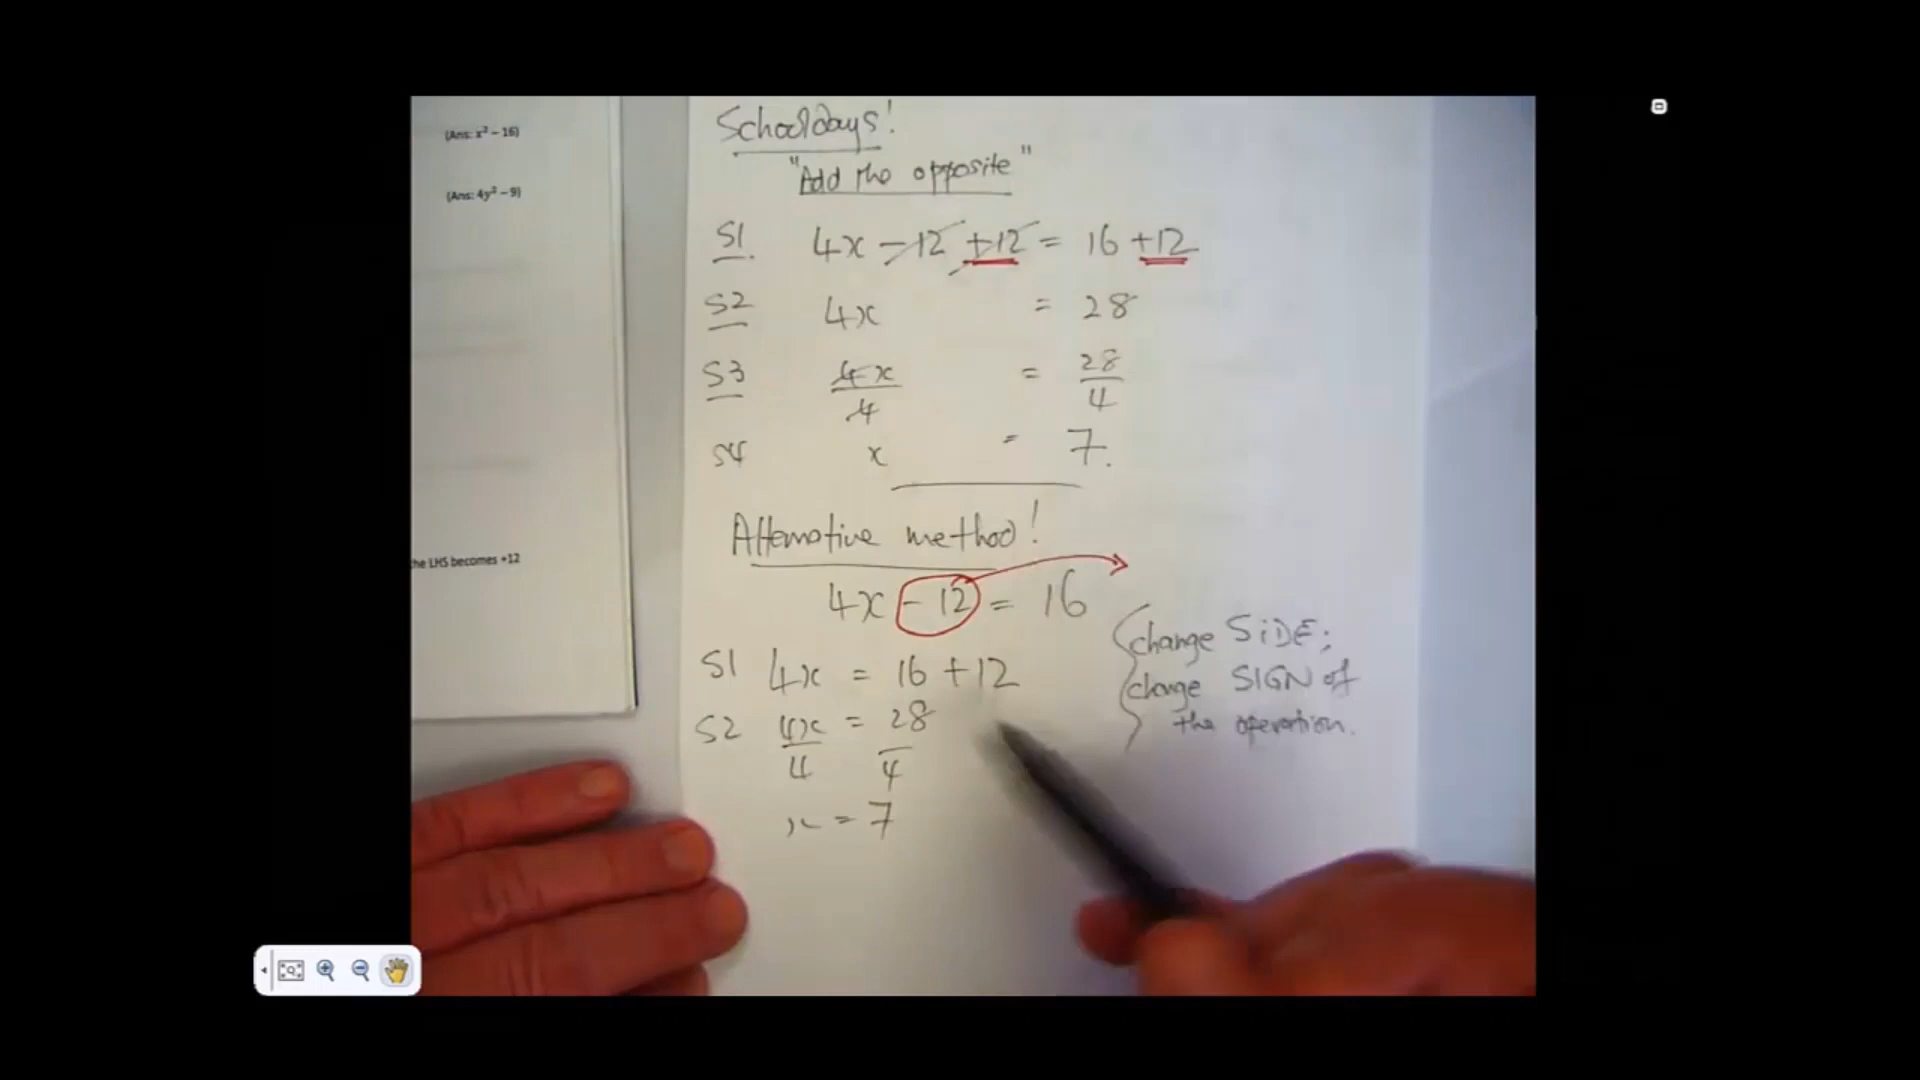 (Ans: x² – 16)
(Ans: 4y² – 9)
the LHS becomes +12
Schooldays!
"Add the opposite"
S1. 4x - 12 + 12 = 16 + 12
S2 4x = 28
S3 4x/4 = 28/4
S4 x = 7.
Alternative method!
4x - 12 = 16
S1 4x = 16 + 12
S2 4x/4 = 28/4
x = 7
change SiDE;
change SIGN of
the operation.